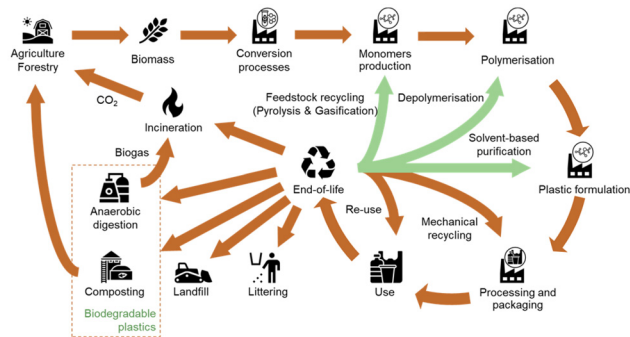 Agriculture
Forestry
Biomass
Conversion
processes
Monomers
production
Polymerisation
CO₂
Incineration
Feedstock recycling
(Pyrolysis & Gasification)
Depolymerisation
Solvent-based
purification
Biogas
Anaerobic
digestion
End-of-life
Plastic formulation
Re-use
Mechanical
recycling
Composting
Landfill
Littering
Use
Processing and
packaging
Biodegradable
plastics